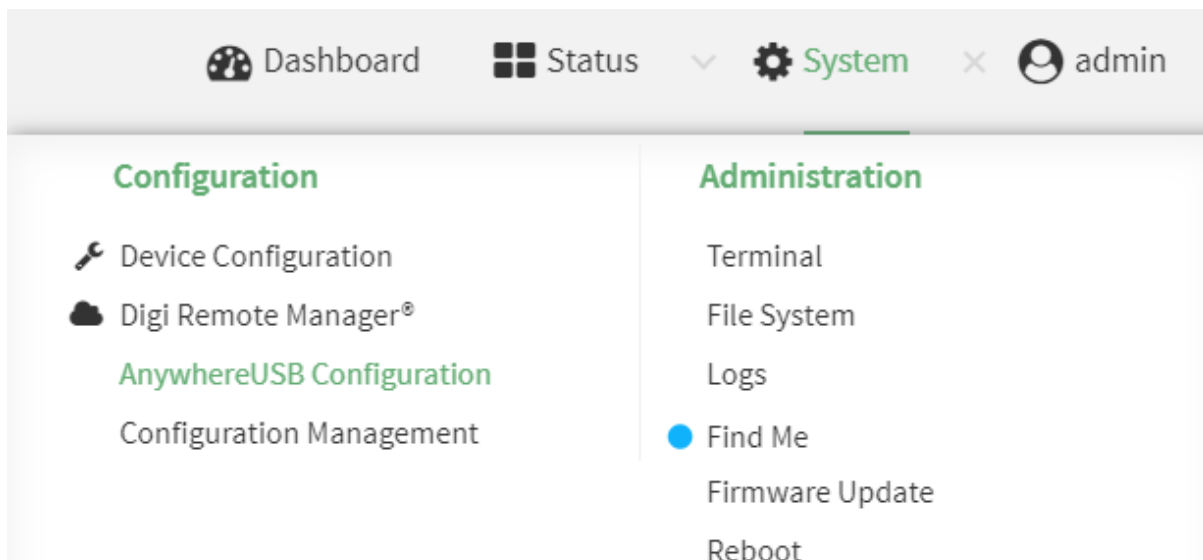 Dashboard Status System admin
Configuration
Device Configuration
Digi Remote Manager®
AnywhereUSB Configuration
Configuration Management
Administration
Terminal
File System
Logs
Find Me
Firmware Update
Reboot